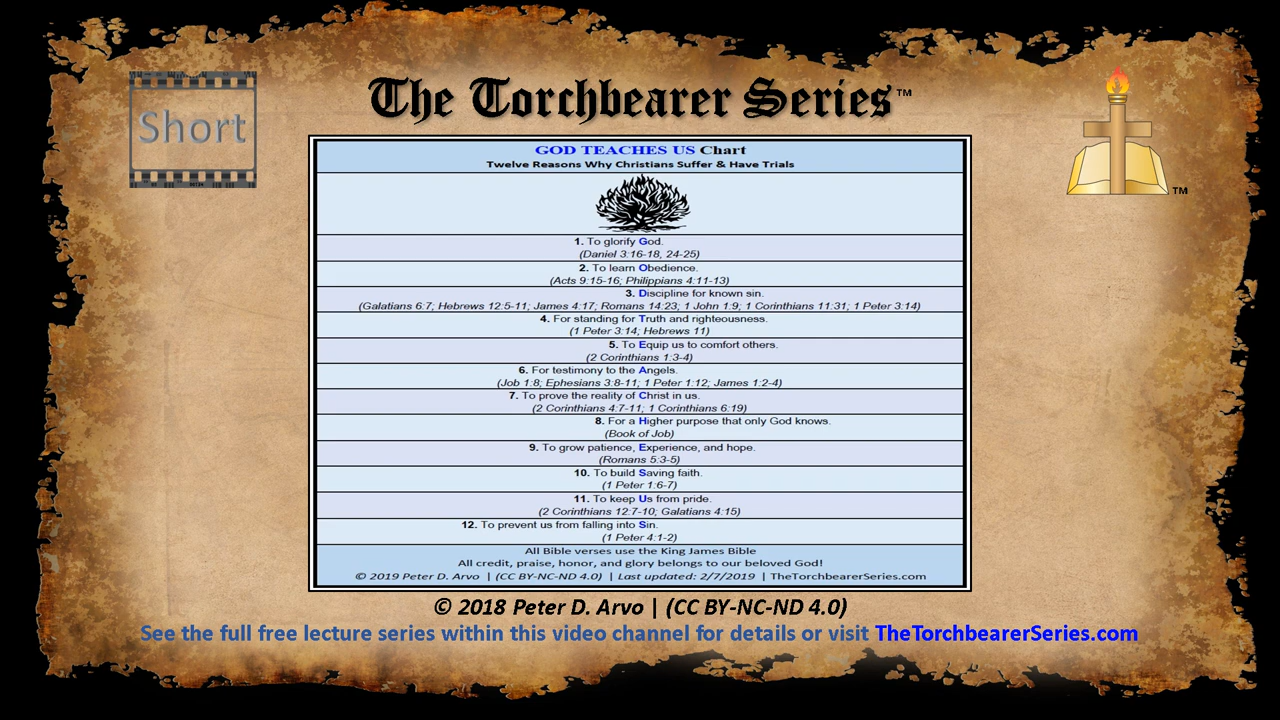 Short
The Torchbearer Series™
™
GOD TEACHES US Chart
Twelve Reasons Why Christians Suffer & Have Trials
1. To glorify God.
(Daniel 3:16-18, 24-25)
2. To learn Obedience.
(Acts 9:15-16; Philippians 4:11-13)
3. Discipline for known sin.
(Galatians 6:7, Hebrews 12:5-11; James 4:17, Romans 14:23; 1 John 1:9; 1 Corinthians 11:31; 1 Peter 3:14)
4. For standing for Truth and righteousness.
(1 Peter 3:14; Hebrews 11)
5. To Equip us to comfort others.
(2 Corinthians 1:3-4)
6. For testimony to the Angels.
(Job 1:8; Ephesians 3:8-11; 1 Peter 1:12; James 1:2-4)
7. To prove the reality of Christ in us.
(2 Corinthians 4:7-11; 1 Corinthians 6:19)
8. For a Higher purpose that only God knows.
(Book of Job)
9. To grow patience, Experience, and hope.
(Romans 5:3-5)
10. To build Saving faith.
(1 Peter 1:6-7)
11. To keep Us from pride.
(2 Corinthians 12:7-10; Galatians 4:15)
12. To prevent us from falling into Sin.
(1 Peter 4:1-2)
All Bible verses use the King James Bible
All credit, praise, honor, and glory belongs to our beloved God!
© 2019 Peter D. Arvo | (CC BY-NC-ND 4.0) | Last updated: 2/7/2019 | TheTorchbearerSeries.com
© 2018 Peter D. Arvo | (CC BY-NC-ND 4.0)
See the full free lecture series within this video channel for details or visit TheTorchbearerSeries.com